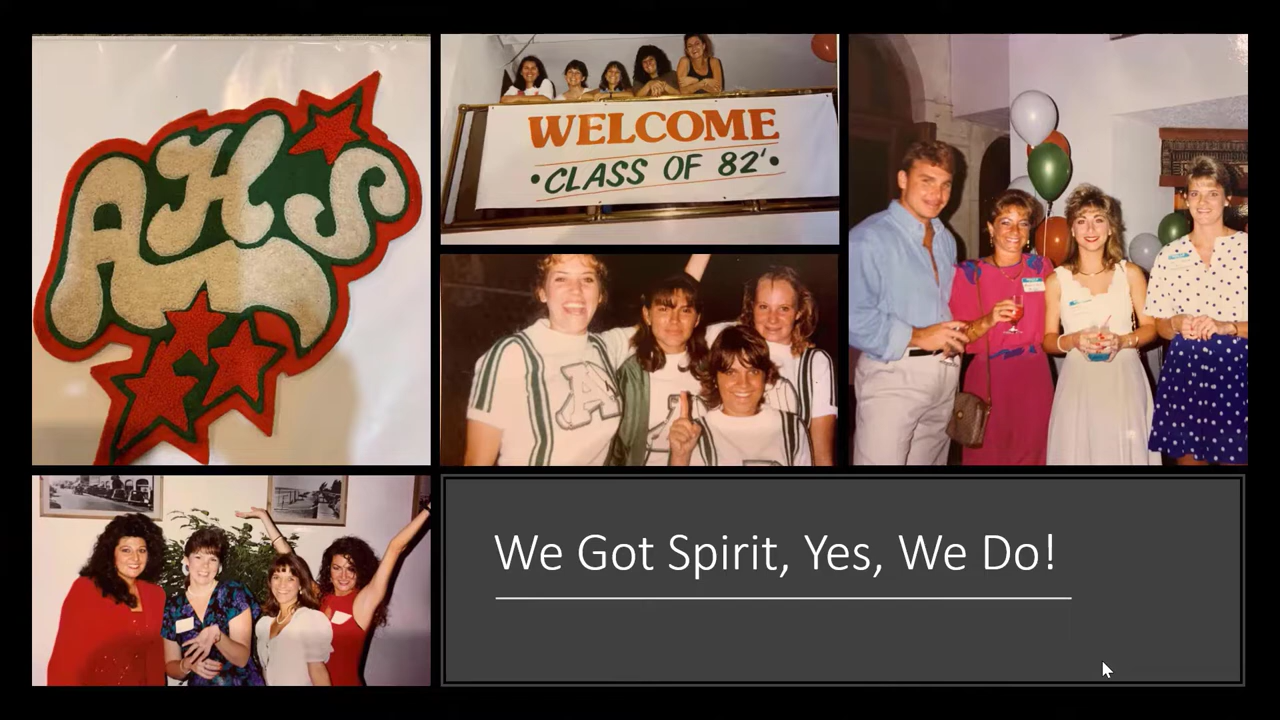 AHS
WELCOME
•CLASS OF 82'•
A
A
We Got Spirit, Yes, We Do!